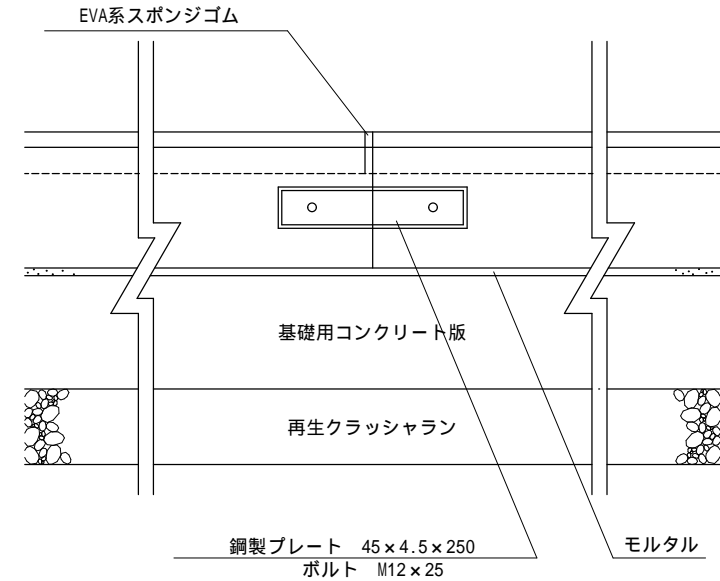 EVA系スポンジゴム
基礎用コンクリート版
再生クラッシャラン
鋼製プレート　45×4.5×250
ボルト　M12×25
モルタル